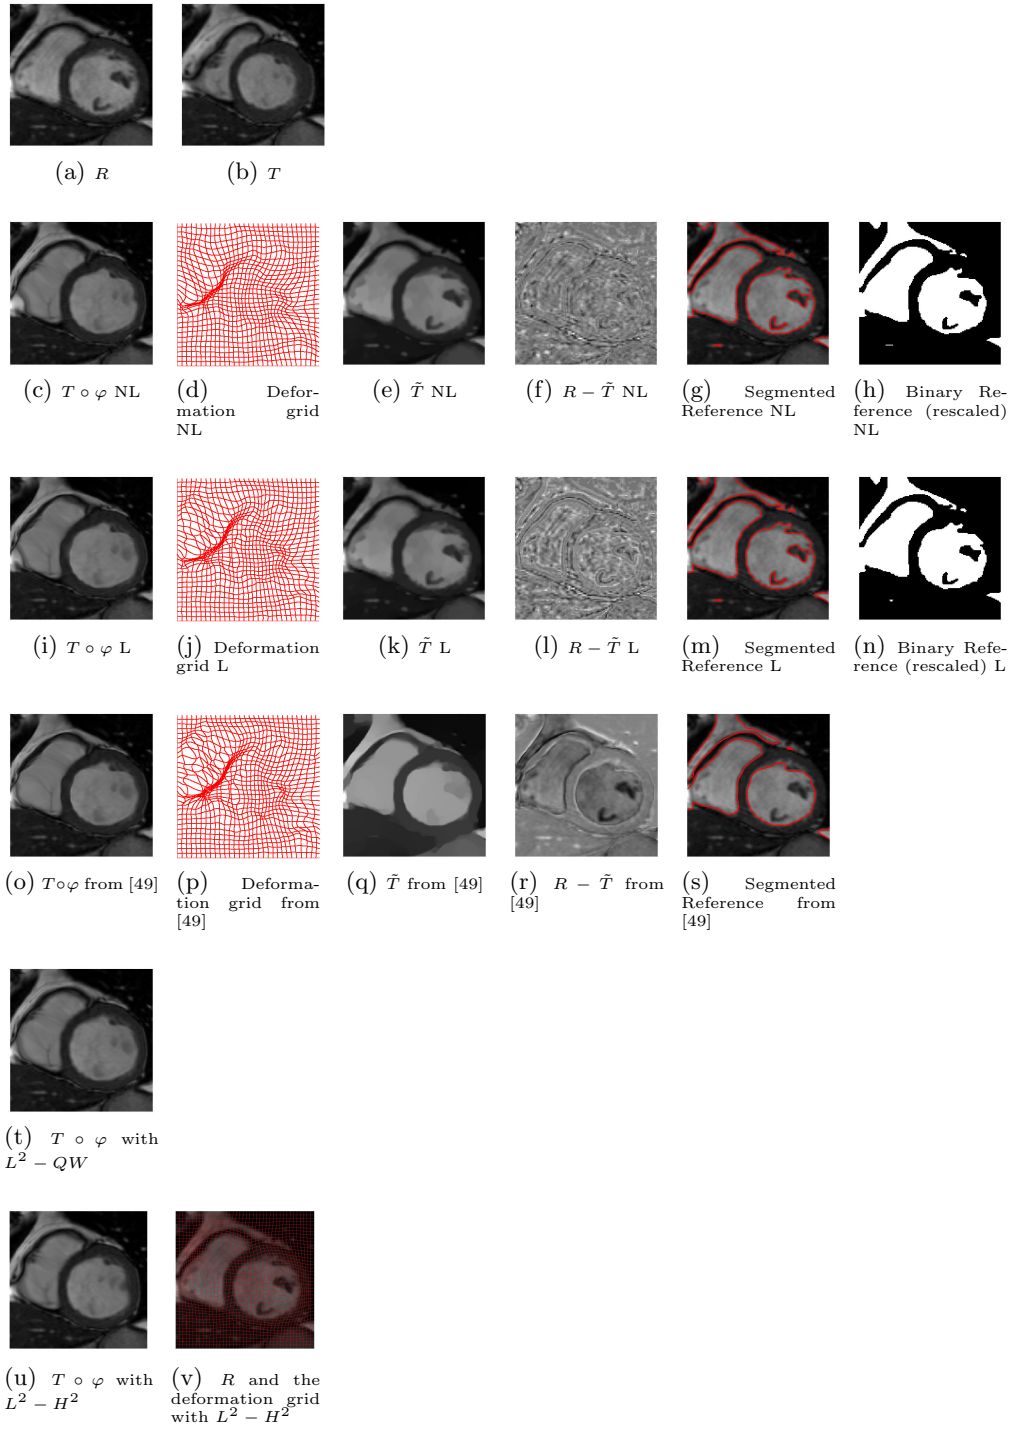 (a) R
(b) T
(c) T ∘ φ NL
(d) Defor-
mation grid
NL
(e) T̃ NL
(f) R − T̃ NL
(g) Segmented
Reference NL
(h) Binary Re-
ference (rescaled)
NL
(i) T ∘ φ L
(j) Deformation
grid L
(k) T̃ L
(l) R − T̃ L
(m) Segmented
Reference L
(n) Binary Refe-
rence (rescaled) L
(o) T∘φ from [49]
(p) Deforma-
tion grid from
[49]
(q) T̃ from [49]
(r) R − T̃ from
[49]
(s) Segmented
Reference from
[49]
(t) T ∘ φ with
L² − QW
(u) T ∘ φ with
L² − H²
(v) R and the
deformation grid
with L² − H²